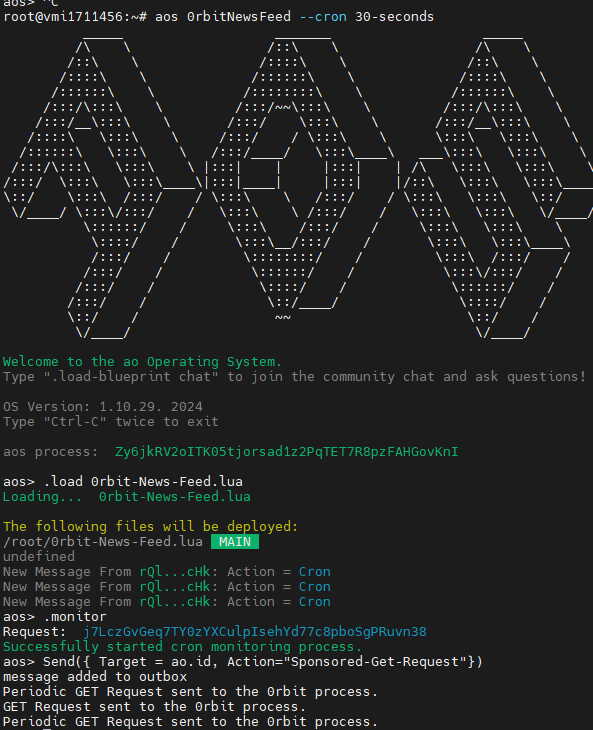 aos> ^C
root@vmi1711456:~# aos 0rbitNewsFeed --cron 30-seconds
Welcome to the ao Operating System.
Type ".load-blueprint chat" to join the community chat and ask questions!
OS Version: 1.10.29. 2024
Type "Ctrl-C" twice to exit
aos process:  Zy6jkRV2oITK05tjorsad1z2PqTET7R8pzFAHGovKnI
aos> .load 0rbit-News-Feed.lua
Loading...  0rbit-News-Feed.lua
The following files will be deployed:
/root/0rbit-News-Feed.lua MAIN
undefined
New Message From rQl...cHk: Action = Cron
New Message From rQl...cHk: Action = Cron
New Message From rQl...cHk: Action = Cron
aos> .monitor
Request:  j7LczGvGeq7TY0zYXCulpIsehYd77c8pboSgPRuvn38
Successfully started cron monitoring process.
aos> Send({ Target = ao.id, Action="Sponsored-Get-Request"})
message added to outbox
Periodic GET Request sent to the 0rbit process.
GET Request sent to the 0rbit process.
Periodic GET Request sent to the 0rbit process.